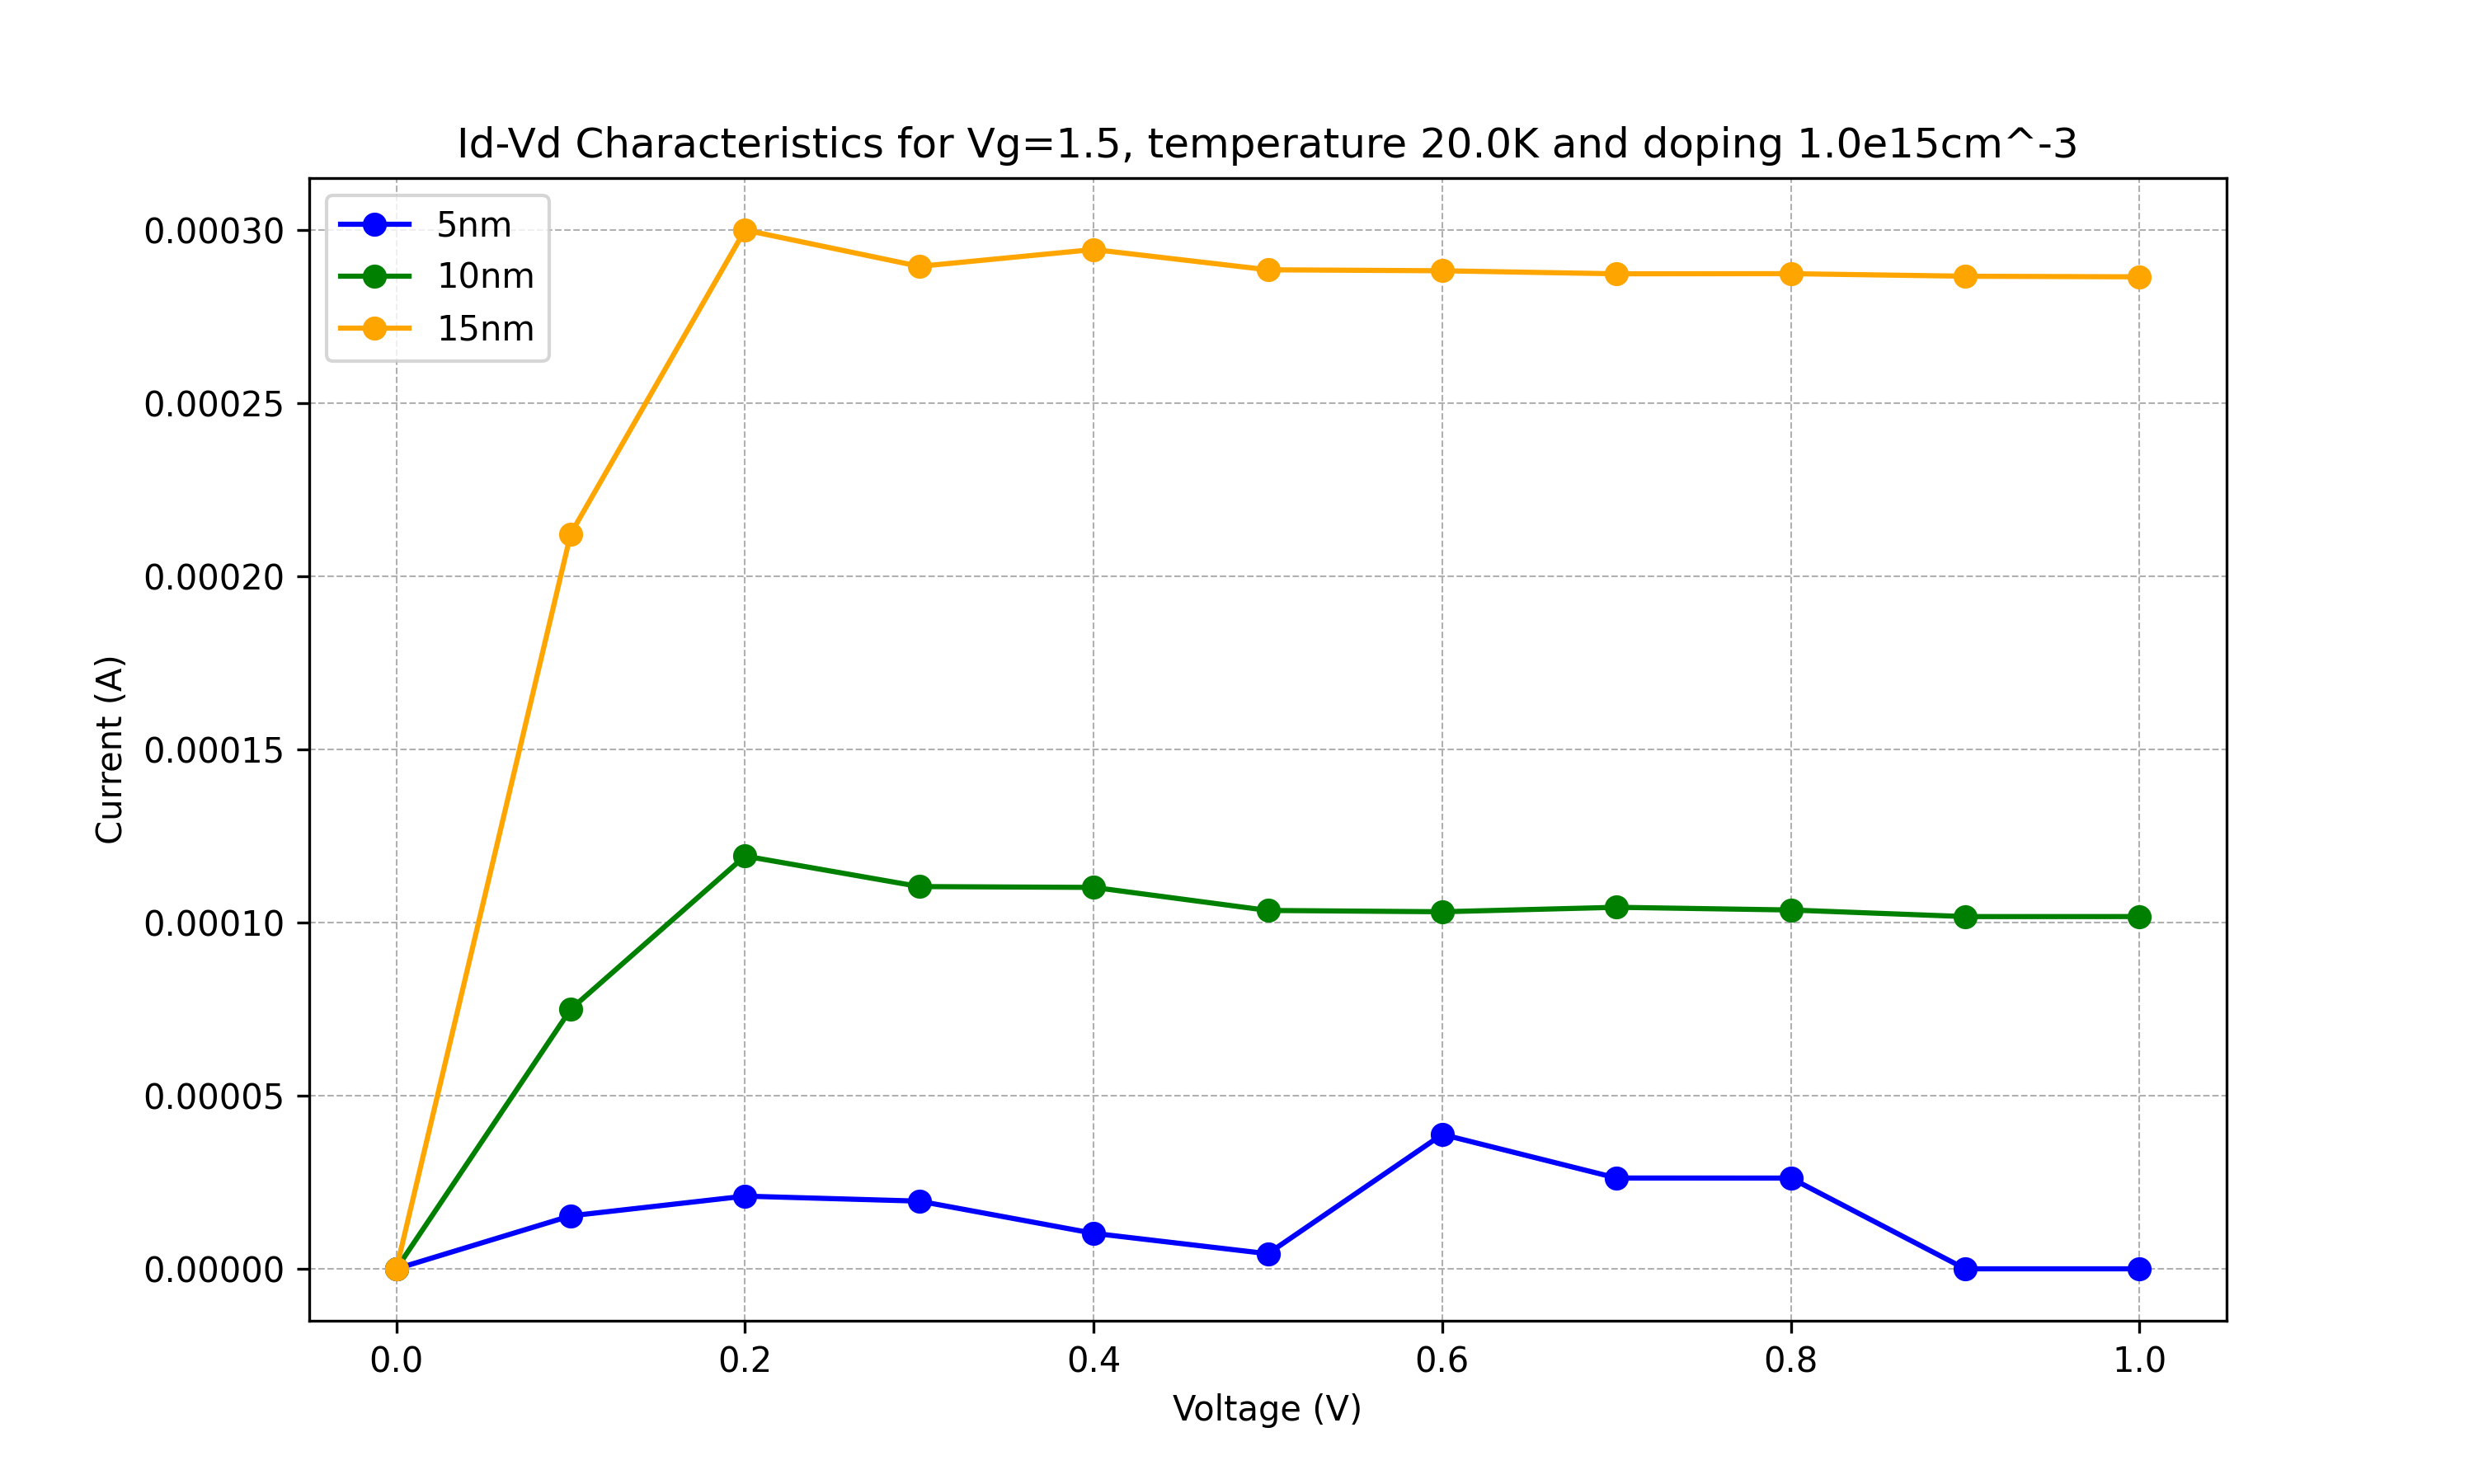 Id-Vd Characteristics for Vg=1.5, temperature 20.0K and doping 1.0e15cm^-3
5nm
10nm
15nm
0.00030
0.00025
0.00020
0.00015
0.00010
0.00005
0.00000
Current (A)
0.0 0.2 0.4 0.6 0.8 1.0
Voltage (V)